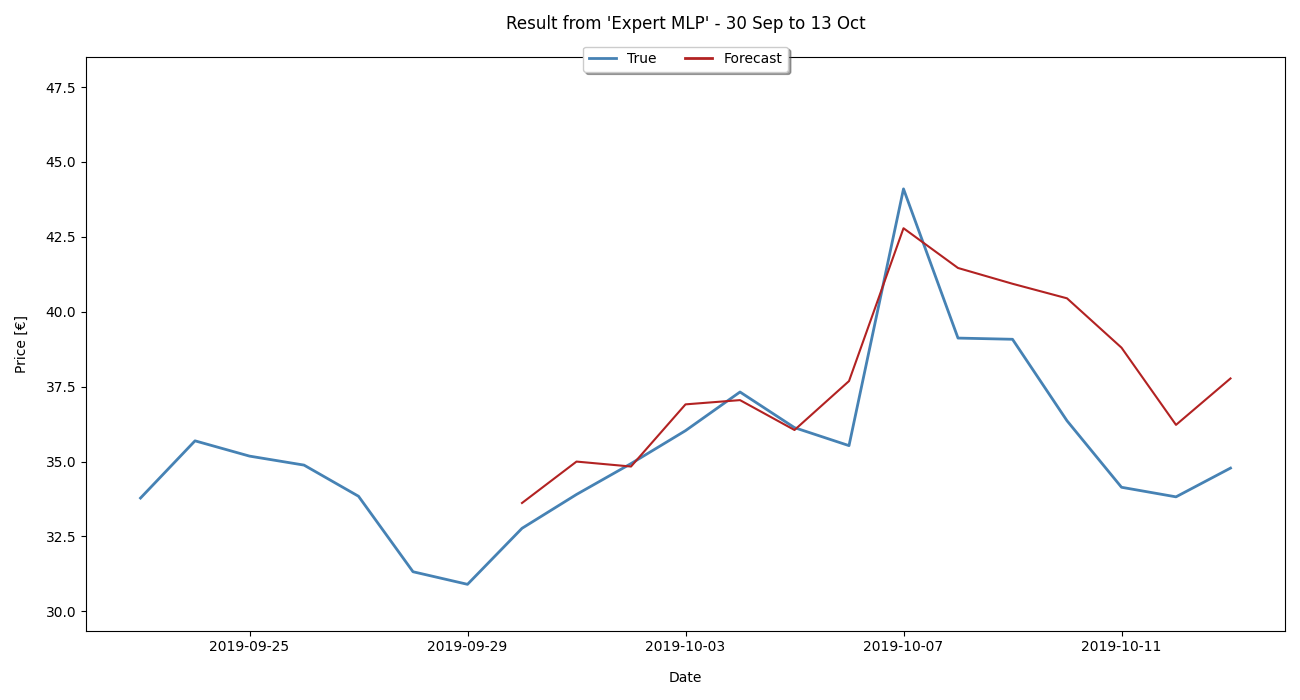 Result from 'Expert MLP' - 30 Sep to 13 Oct
True Forecast
47.5
45.0
42.5
40.0
37.5
35.0
32.5
30.0
Price [€]
2019-09-25 2019-09-29 2019-10-03 2019-10-07 2019-10-11
Date